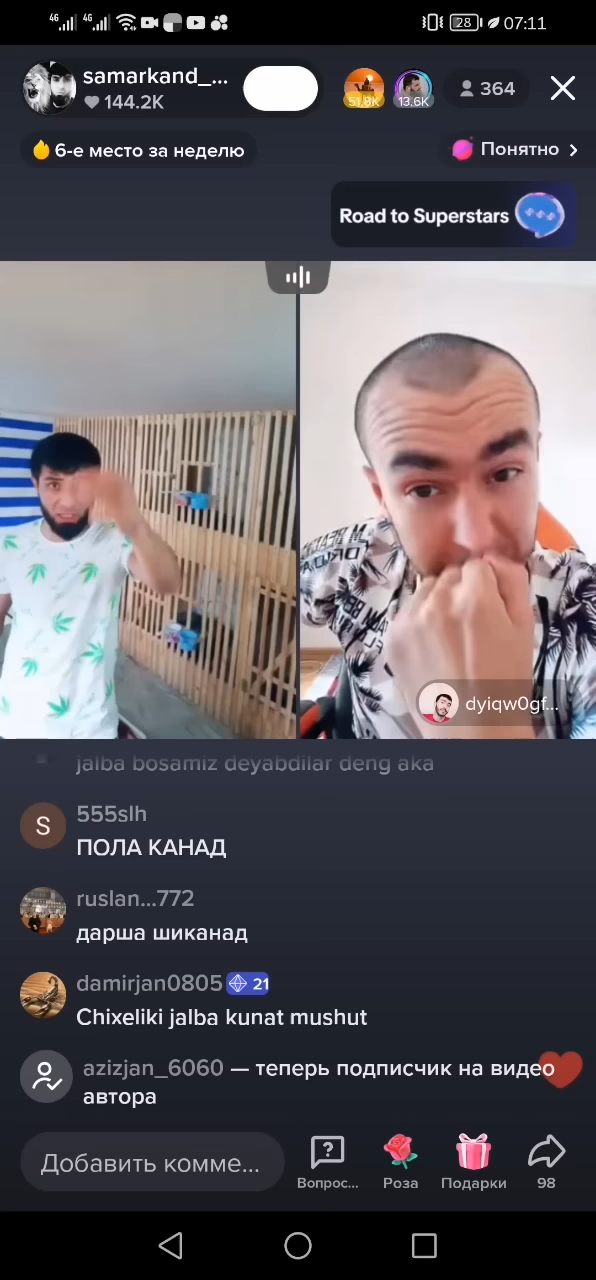 4G 4G 28 07:11
samarkand_...
144.2K
51.8K 13.6K 364
6-е место за неделю
Понятно
Road to Superstars
dyiqw0gf...
jalba bosamiz deyabdilar deng aka
S
555slh
ПОЛА КАНАД
ruslan...772
дарша шиканад
damirjan0805 21
Chixeliki jalba kunat mushut
azizjan_6060 — теперь подписчик на видео
автора
Добавить комме...
Вопрос...
Роза
Подарки
98